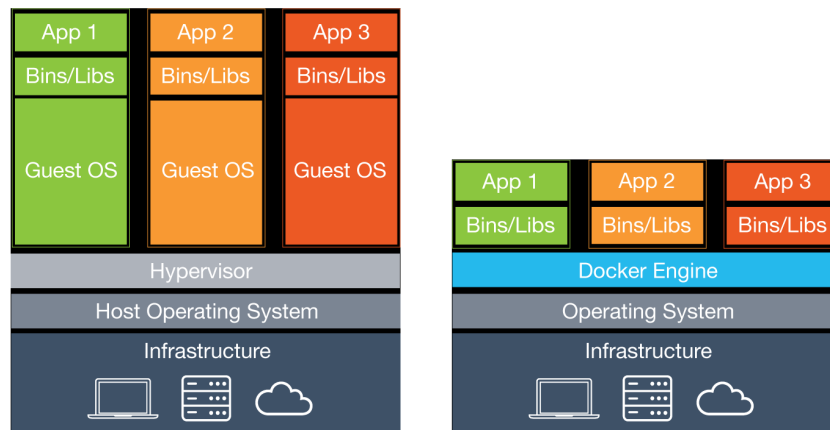 App 1 App 2 App 3
Bins/Libs Bins/Libs Bins/Libs
Guest OS Guest OS Guest OS
Hypervisor
Host Operating System
Infrastructure
App 1 App 2 App 3
Bins/Libs Bins/Libs Bins/Libs
Docker Engine
Operating System
Infrastructure